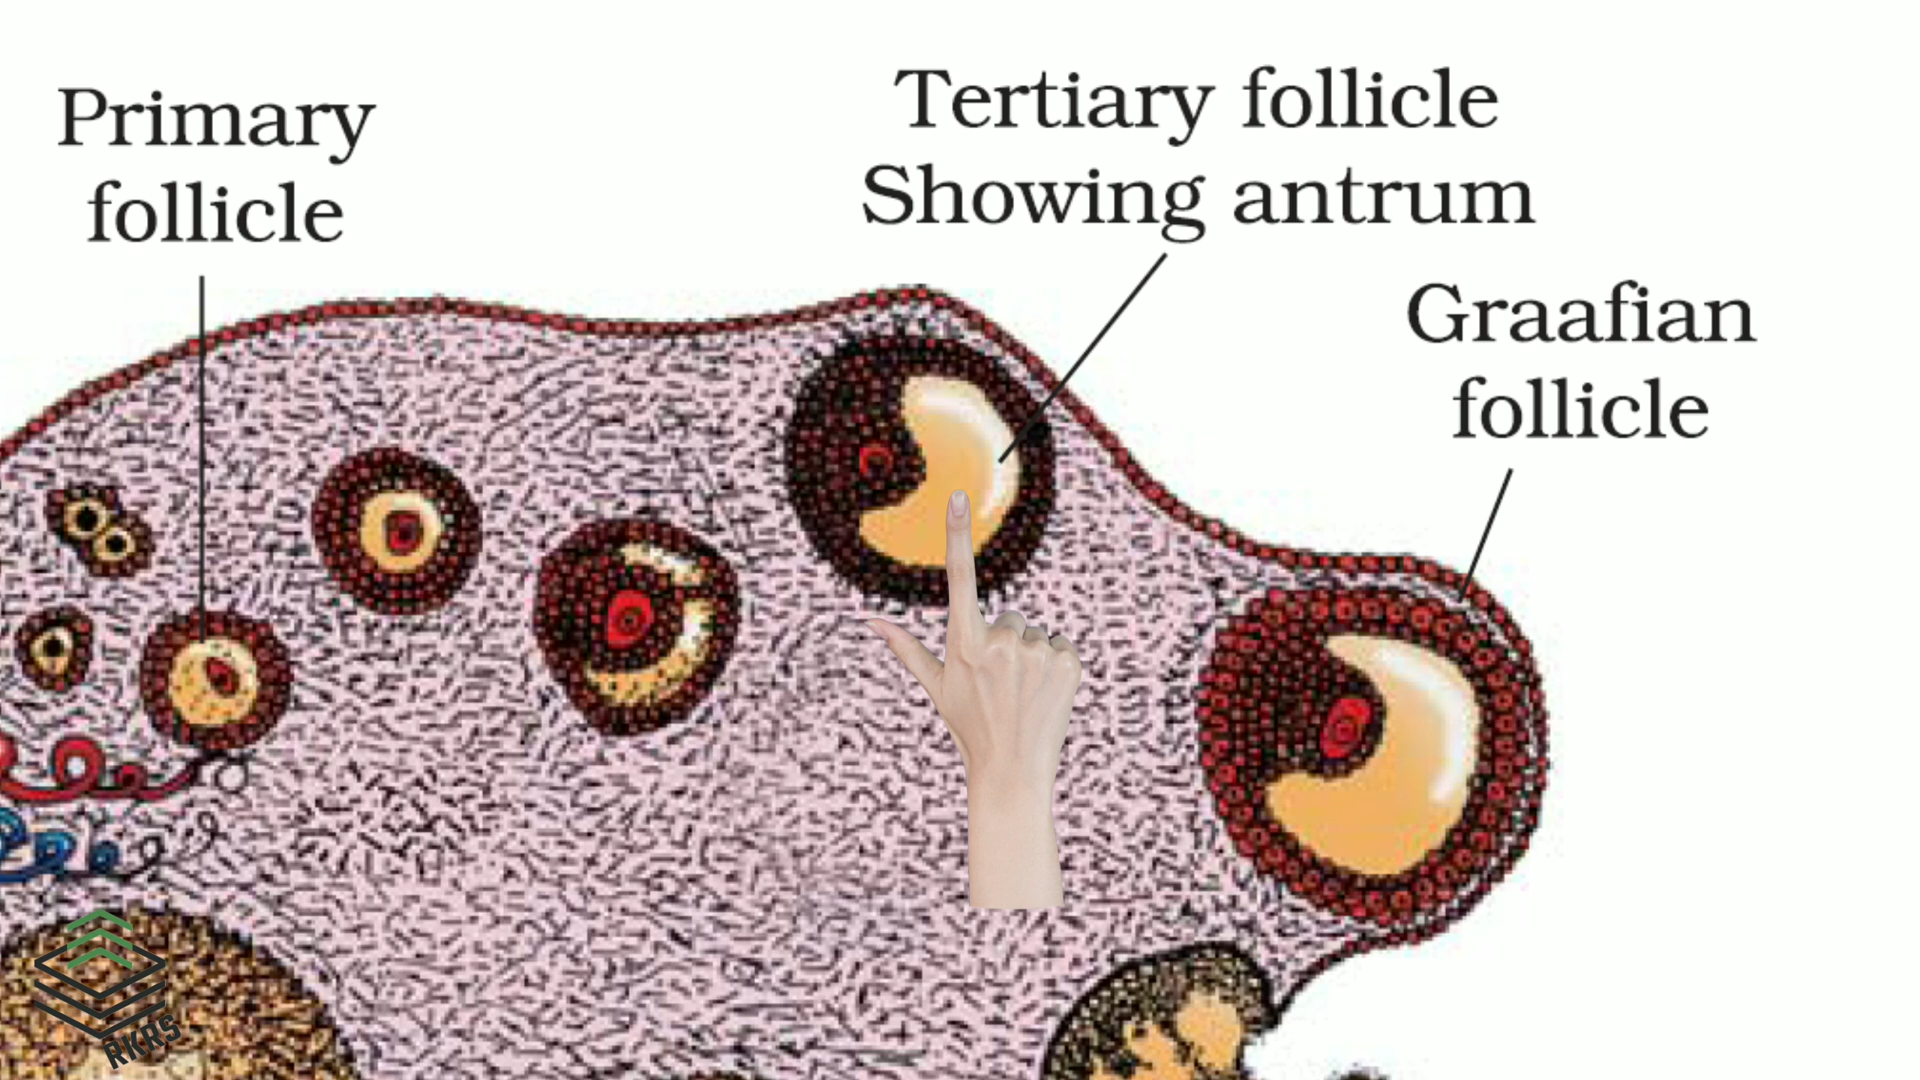 Primary
follicle
Tertiary follicle
Showing antrum
Graafian
follicle
RKRS